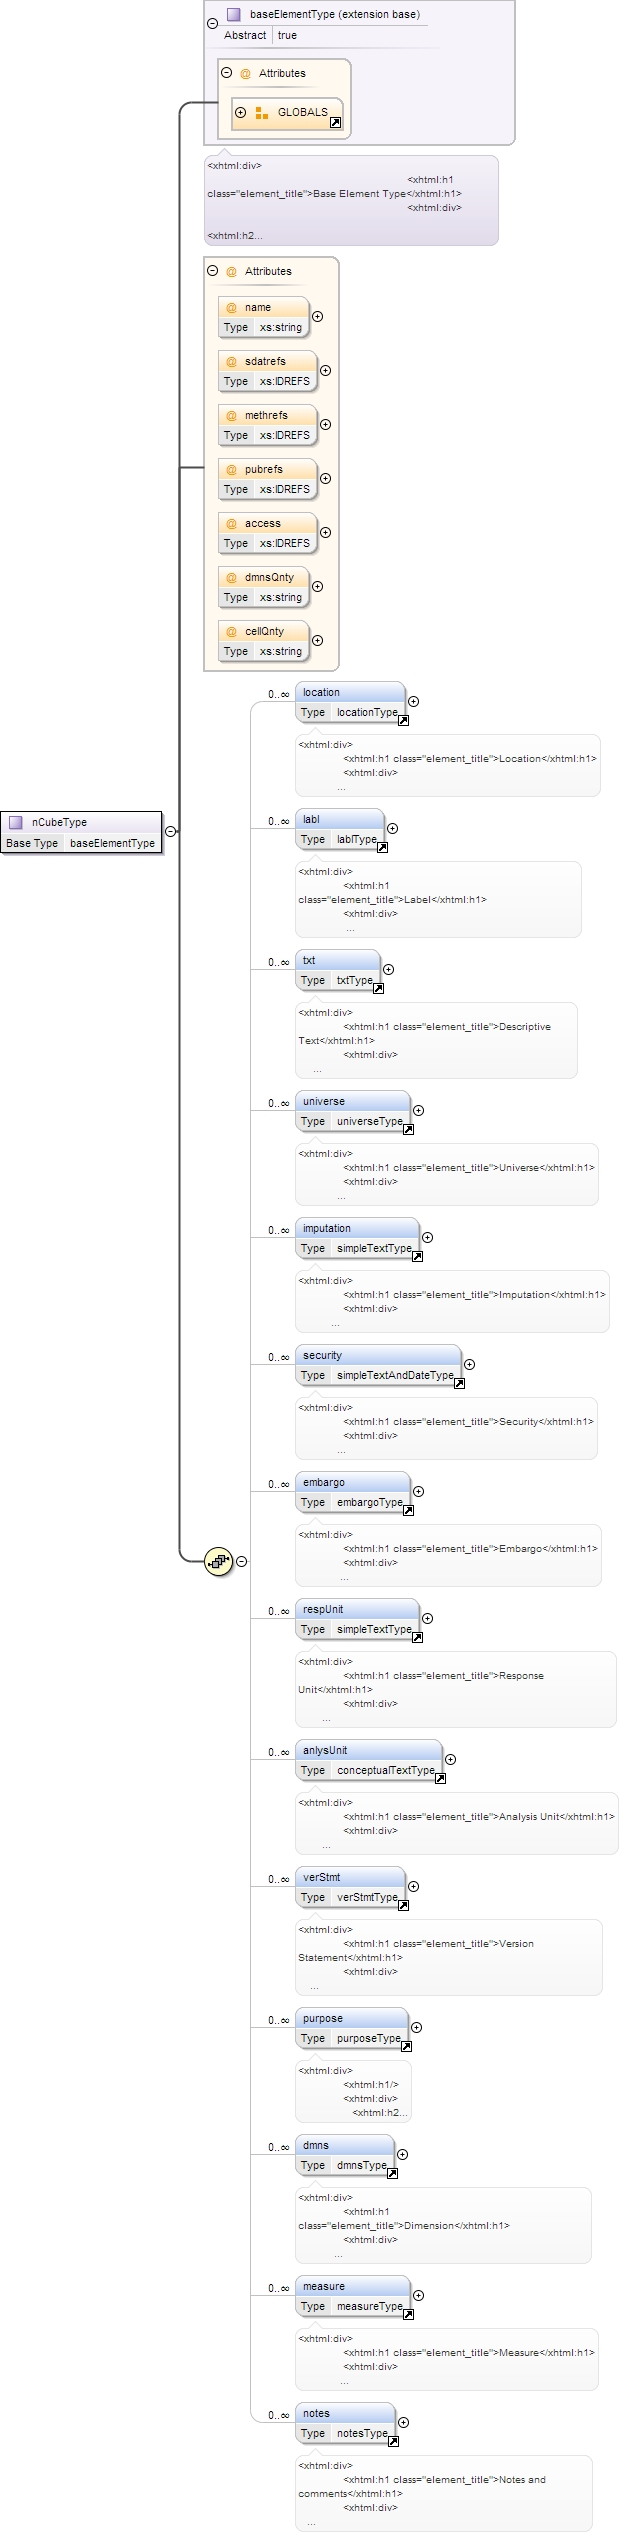 baseElementType (extension base)
Abstract true
@ Attributes
GLOBALS
<xhtml:div>
<xhtml:h1
class="element_title">Base Element Type</xhtml:h1>
<xhtml:div>
<xhtml:h2...
@ Attributes
@ name
Type xs:string
@ sdatrefs
Type xs:IDREFS
@ methrefs
Type xs:IDREFS
@ pubrefs
Type xs:IDREFS
@ access
Type xs:IDREFS
@ dmnsQnty
Type xs:string
@ cellQnty
Type xs:string
nCubeType
Base Type baseElementType
0..∞ location
Type locationType
<xhtml:div>
<xhtml:h1 class="element_title">Location</xhtml:h1>
<xhtml:div>
...
0..∞ labl
Type lablType
<xhtml:div>
<xhtml:h1
class="element_title">Label</xhtml:h1>
<xhtml:div>
...
0..∞ txt
Type txtType
<xhtml:div>
<xhtml:h1 class="element_title">Descriptive
Text</xhtml:h1>
<xhtml:div>
...
0..∞ universe
Type universeType
<xhtml:div>
<xhtml:h1 class="element_title">Universe</xhtml:h1>
<xhtml:div>
...
0..∞ imputation
Type simpleTextType
<xhtml:div>
<xhtml:h1 class="element_title">Imputation</xhtml:h1>
<xhtml:div>
...
0..∞ security
Type simpleTextAndDateType
<xhtml:div>
<xhtml:h1 class="element_title">Security</xhtml:h1>
<xhtml:div>
...
0..∞ embargo
Type embargoType
<xhtml:div>
<xhtml:h1 class="element_title">Embargo</xhtml:h1>
<xhtml:div>
...
0..∞ respUnit
Type simpleTextType
<xhtml:div>
<xhtml:h1 class="element_title">Response
Unit</xhtml:h1>
<xhtml:div>
...
0..∞ anlysUnit
Type conceptualTextType
<xhtml:div>
<xhtml:h1 class="element_title">Analysis Unit</xhtml:h1>
<xhtml:div>
...
0..∞ verStmt
Type verStmtType
<xhtml:div>
<xhtml:h1 class="element_title">Version
Statement</xhtml:h1>
<xhtml:div>
...
0..∞ purpose
Type purposeType
<xhtml:div>
<xhtml:h1/>
<xhtml:div>
<xhtml:h2...
0..∞ dmns
Type dmnsType
<xhtml:div>
<xhtml:h1
class="element_title">Dimension</xhtml:h1>
<xhtml:div>
...
0..∞ measure
Type measureType
<xhtml:div>
<xhtml:h1 class="element_title">Measure</xhtml:h1>
<xhtml:div>
...
0..∞ notes
Type notesType
<xhtml:div>
<xhtml:h1 class="element_title">Notes and
comments</xhtml:h1>
<xhtml:div>
...